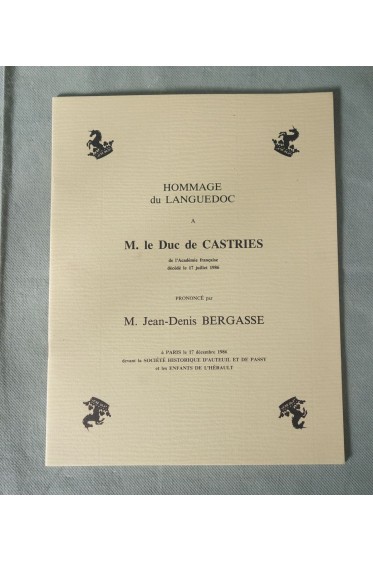 HOMMAGE
du LANGUEDOC
A
M. le Duc de CASTRIES
de l'Académie française
décédé le 17 juillet 1986
PRONONCÉ par
M. Jean-Denis BERGASSE
à PARIS le 17 décembre 1986
devant la SOCIÉTÉ HISTORIQUE D'AUTEUIL ET DE PASSY
et les ENFANTS DE L'HÉRAULT